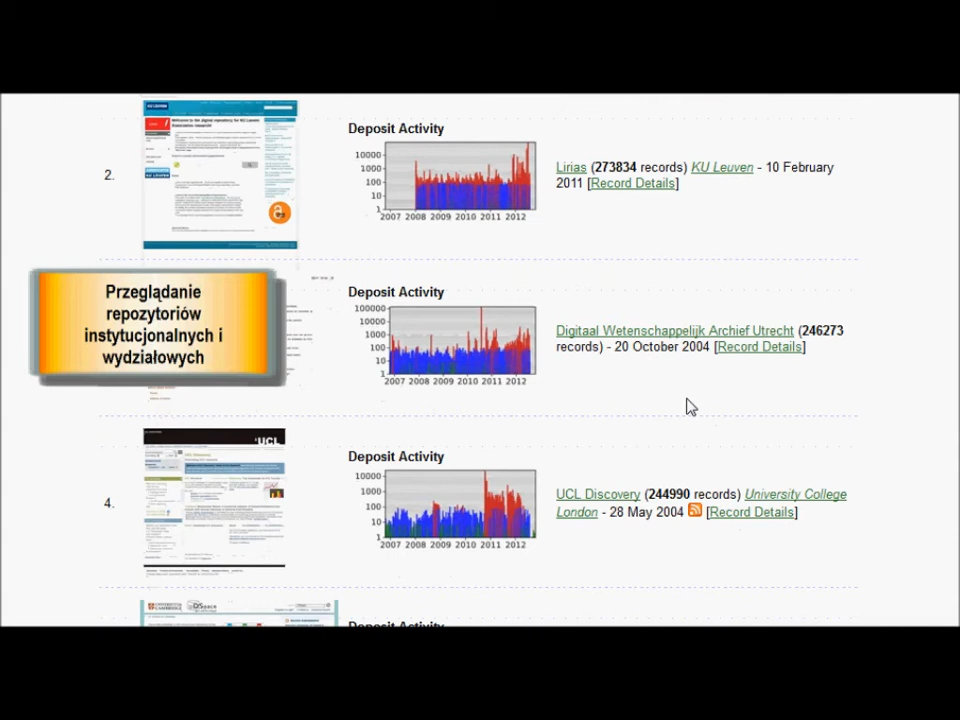 2.
Deposit Activity
10000
1000
100
10
1
2007 2008 2009 2010 2011 2012
Lirias (273834 records) KU Leuven - 10 February
2011 [Record Details]
Przeglądanie
repozytoriów
instytucjonalnych i
wydziałowych
Deposit Activity
100000
10000
1000
100
10
1
2007 2008 2009 2010 2011 2012
Digitaal Wetenschappelijk Archief Utrecht (246273
records) - 20 October 2004 [Record Details]
4.
UCL
Deposit Activity
10000
1000
100
10
1
2007 2008 2009 2010 2011 2012
UCL Discovery (244990 records) University College
London - 28 May 2004 [Record Details]
Deposit Activity